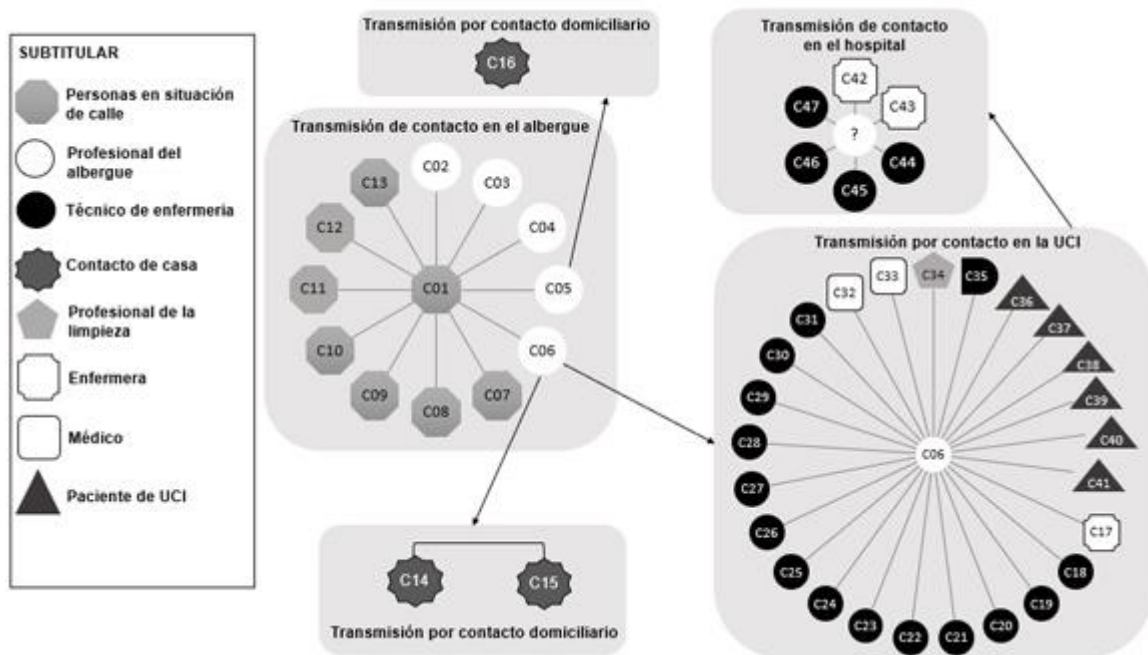 SUBTITULAR
Personas en situación
de calle
Profesional del
albergue
Técnico de enfermeria
Contacto de casa
Profesional de la
limpieza
Enfermera
Médico
Paciente de UCI
Transmisión por contacto domiciliario
C16
Transmisión de contacto en el albergue
C01
C02
C03
C04
C05
C06
C07
C08
C09
C10
C11
C12
C13
C14
C15
Transmisión por contacto domiciliario
Transmisión de contacto
en el hospital
C42
C43
C44
C45
C46
C47
?
Transmisión por contacto en la UCI
C06
C17
C18
C19
C20
C21
C22
C23
C24
C25
C26
C27
C28
C29
C30
C31
C32
C33
C34
C35
C36
C37
C38
C39
C40
C41